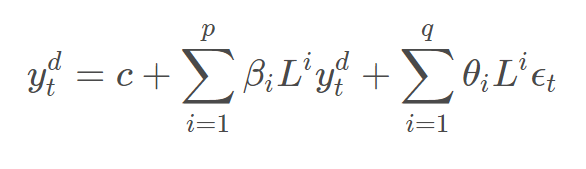 $y_t^d = c + \sum_{i=1}^{p} \beta_i L^i y_t^d + \sum_{i=1}^{q} \theta_i L^i \epsilon_t$